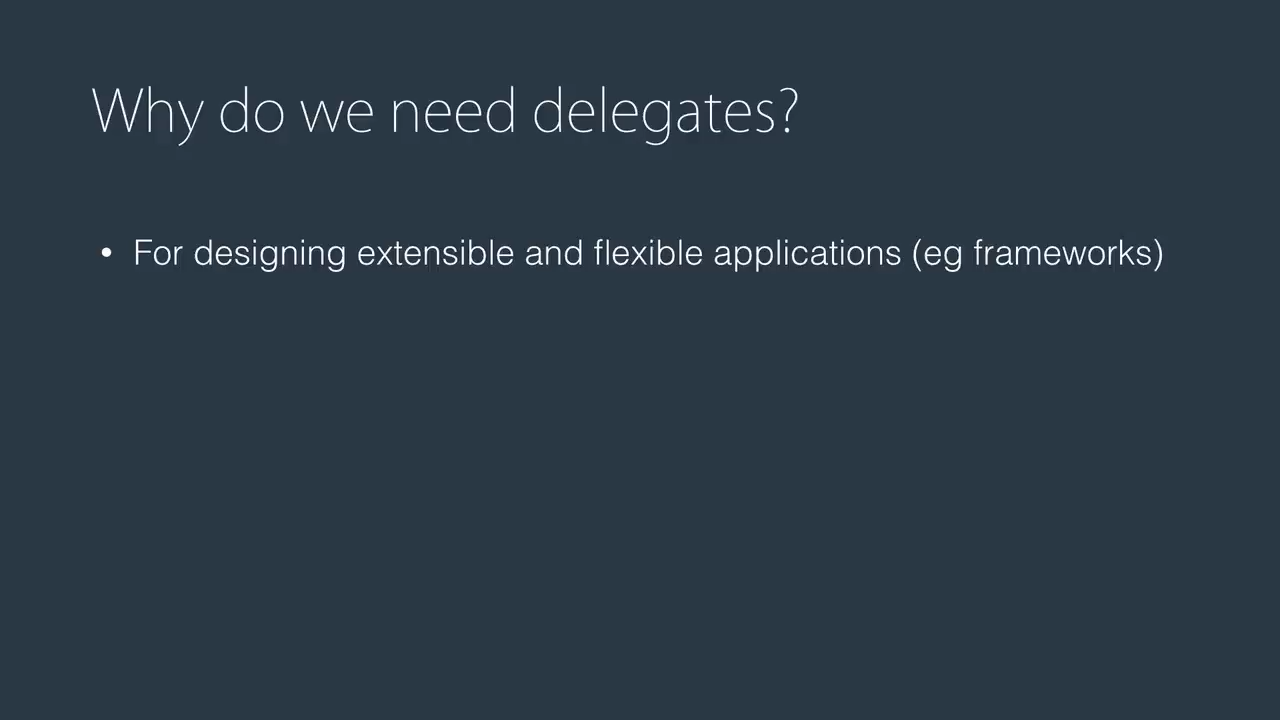 Why do we need delegates?
• For designing extensible and flexible applications (eg frameworks)